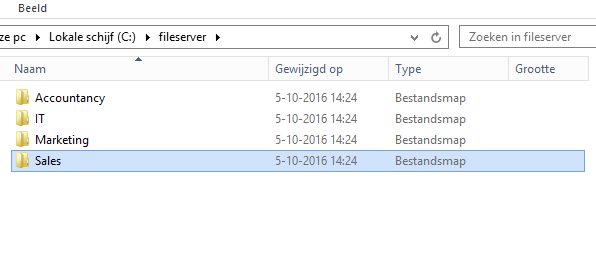 Beeld
ze pc Lokale schijf (C:) fileserver Zoeken in fileserver
Naam Gewijzigd op Type Grootte
Accountancy 5-10-2016 14:24 Bestandsmap
IT 5-10-2016 14:24 Bestandsmap
Marketing 5-10-2016 14:24 Bestandsmap
Sales 5-10-2016 14:24 Bestandsmap